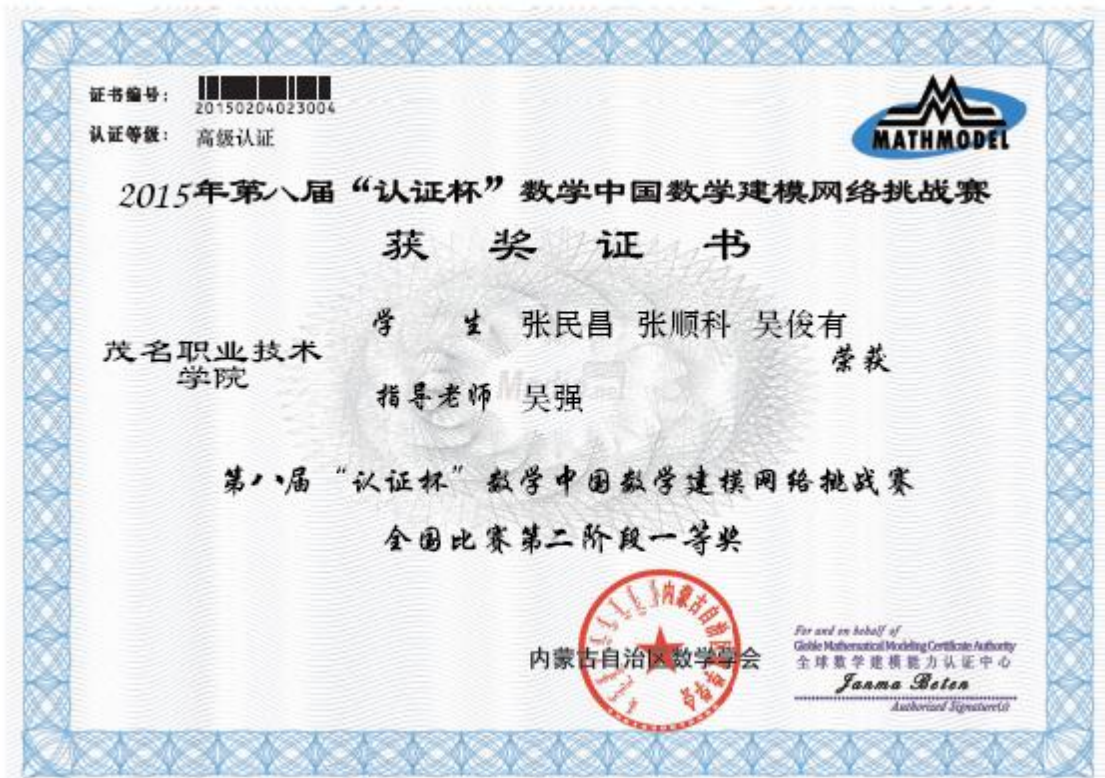 证书编号：
20150204023004
认证等级： 高级认证
MATHMODEL
2015年第八届“认证杯”数学中国数学建模网络挑战赛
获 奖 证 书
学 生 张民昌 张顺科 吴俊有
茂名职业技术
学院
荣获
指导老师 吴强
第八届“认证杯”数学中国数学建模网络挑战赛
全国比赛第二阶段一等奖
内蒙古自治区数学学会
For and on behalf of
Globle Mathematical Modeling Certificate Authority
全球数学建模能力认证中心
Janma Beten
Authorized Signature(s)